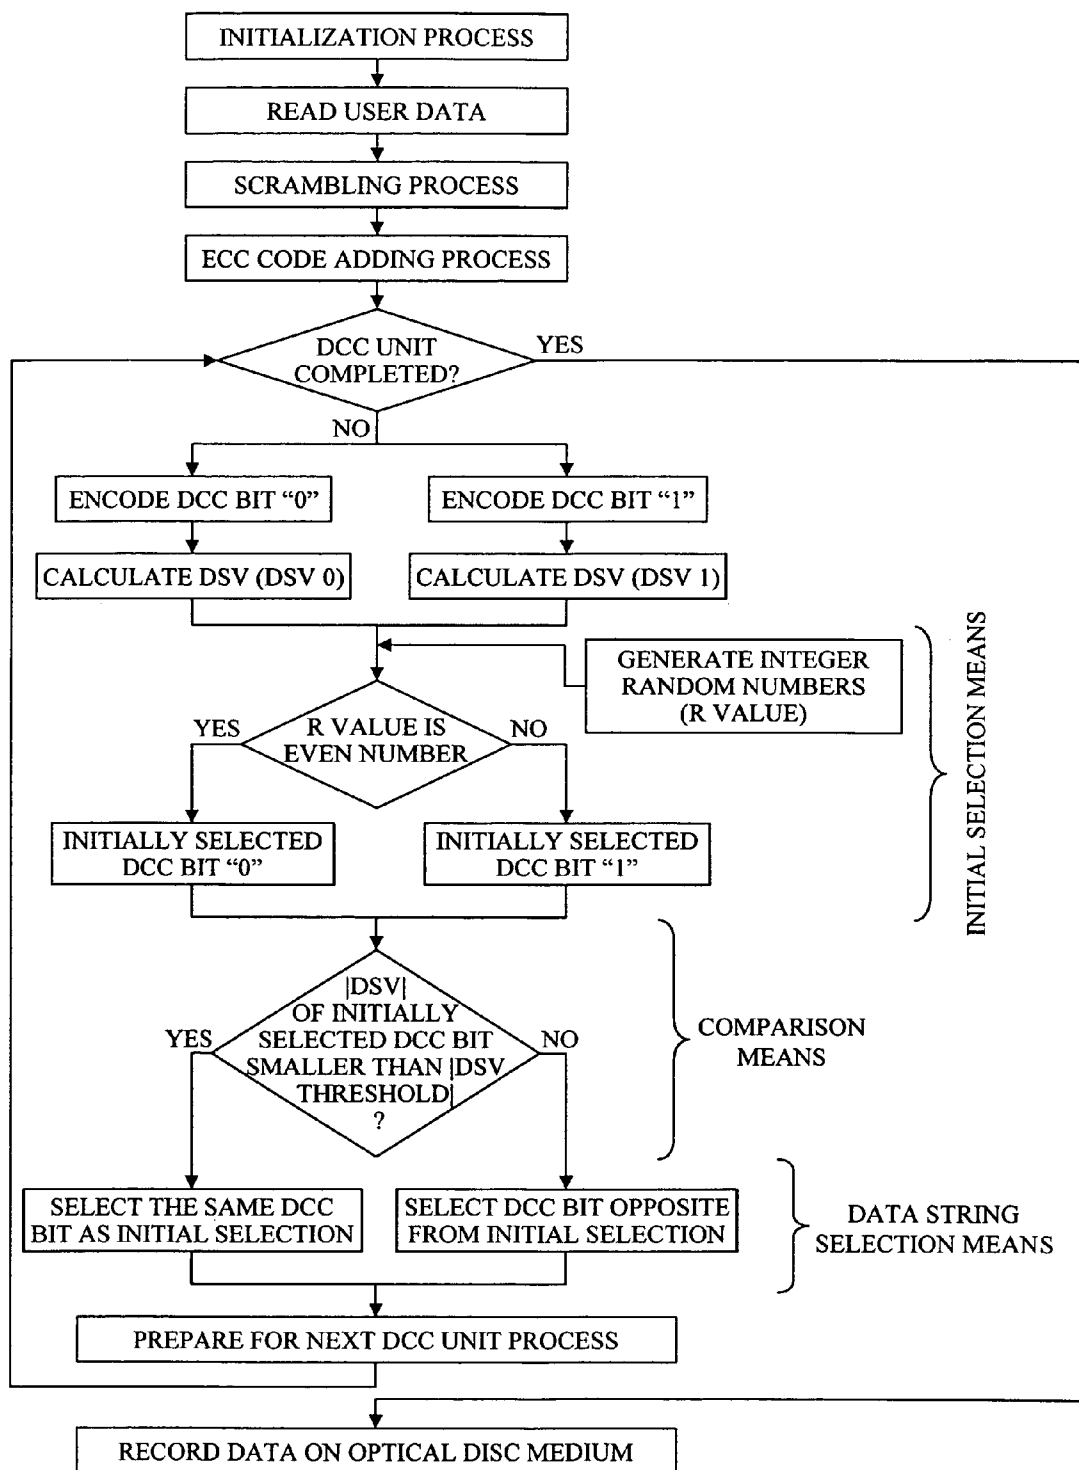 INITIALIZATION PROCESS
READ USER DATA
SCRAMBLING PROCESS
ECC CODE ADDING PROCESS
DCC UNIT
COMPLETED?
YES
NO
ENCODE DCC BIT “0”
ENCODE DCC BIT “1”
CALCULATE DSV (DSV 0)
CALCULATE DSV (DSV 1)
GENERATE INTEGER
RANDOM NUMBERS
(R VALUE)
YES
R VALUE IS
EVEN NUMBER
NO
INITIALLY SELECTED
DCC BIT “0”
INITIALLY SELECTED
DCC BIT “1”
INITIAL SELECTION MEANS
|DSV|
OF INITIALLY
SELECTED DCC BIT
SMALLER THAN |DSV
THRESHOLD|
?
YES
NO
COMPARISON
MEANS
SELECT THE SAME DCC
BIT AS INITIAL SELECTION
SELECT DCC BIT OPPOSITE
FROM INITIAL SELECTION
DATA STRING
SELECTION MEANS
PREPARE FOR NEXT DCC UNIT PROCESS
RECORD DATA ON OPTICAL DISC MEDIUM